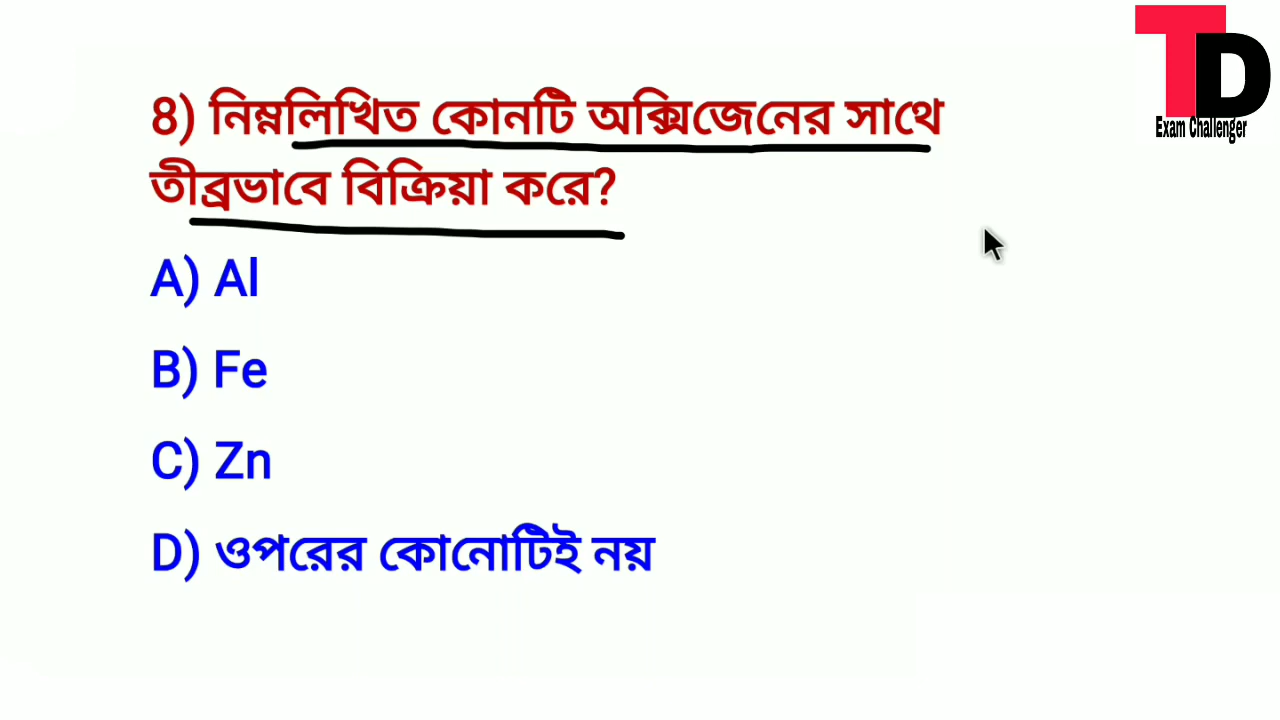 TD
Exam Challenger
8) নিম্নলিখিত কোনটি অক্সিজেনের সাথে
তীব্রভাবে বিক্রিয়া করে?
A) Al
B) Fe
C) Zn
D) ওপরের কোনোটিই নয়